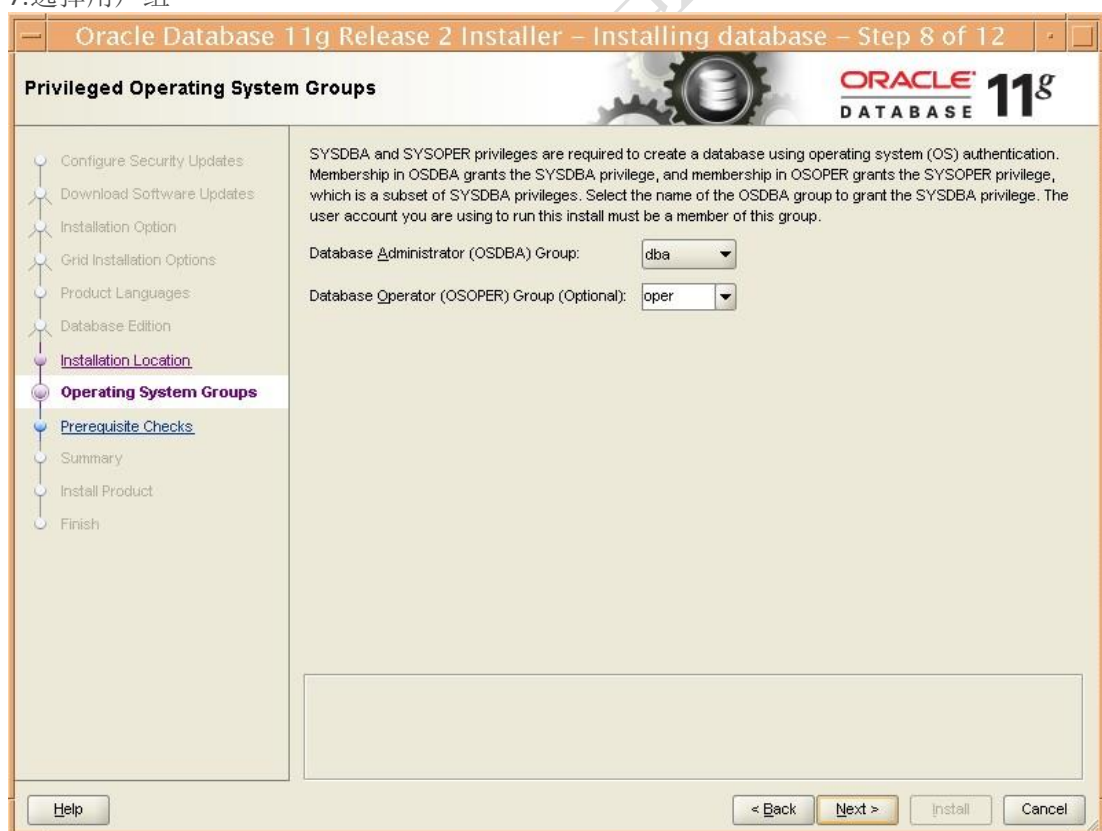 7.选择用户组
Oracle Database 11g Release 2 Installer – Installing database – Step 8 of 12
Privileged Operating System Groups
ORACLE
DATABASE
11g
Configure Security Updates
Download Software Updates
Installation Option
Grid Installation Options
Product Languages
Database Edition
Installation Location
Operating System Groups
Prerequisite Checks
Summary
Install Product
Finish
SYSDBA and SYSOPER privileges are required to create a database using operating system (OS) authentication.
Membership in OSDBA grants the SYSDBA privilege, and membership in OSOPER grants the SYSOPER privilege,
which is a subset of SYSDBA privileges. Select the name of the OSDBA group to grant the SYSDBA privilege. The
user account you are using to run this install must be a member of this group.
Database Administrator (OSDBA) Group: dba
Database Operator (OSOPER) Group (Optional): oper
Help
< Back Next > Install Cancel